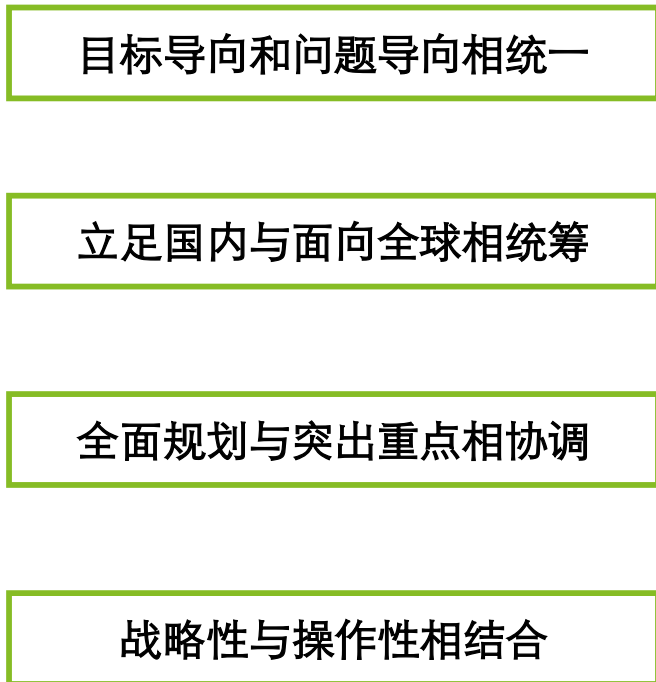 目标导向和问题导向相统一
立足国内与面向全球相统筹
全面规划与突出重点相协调
战略性与操作性相结合